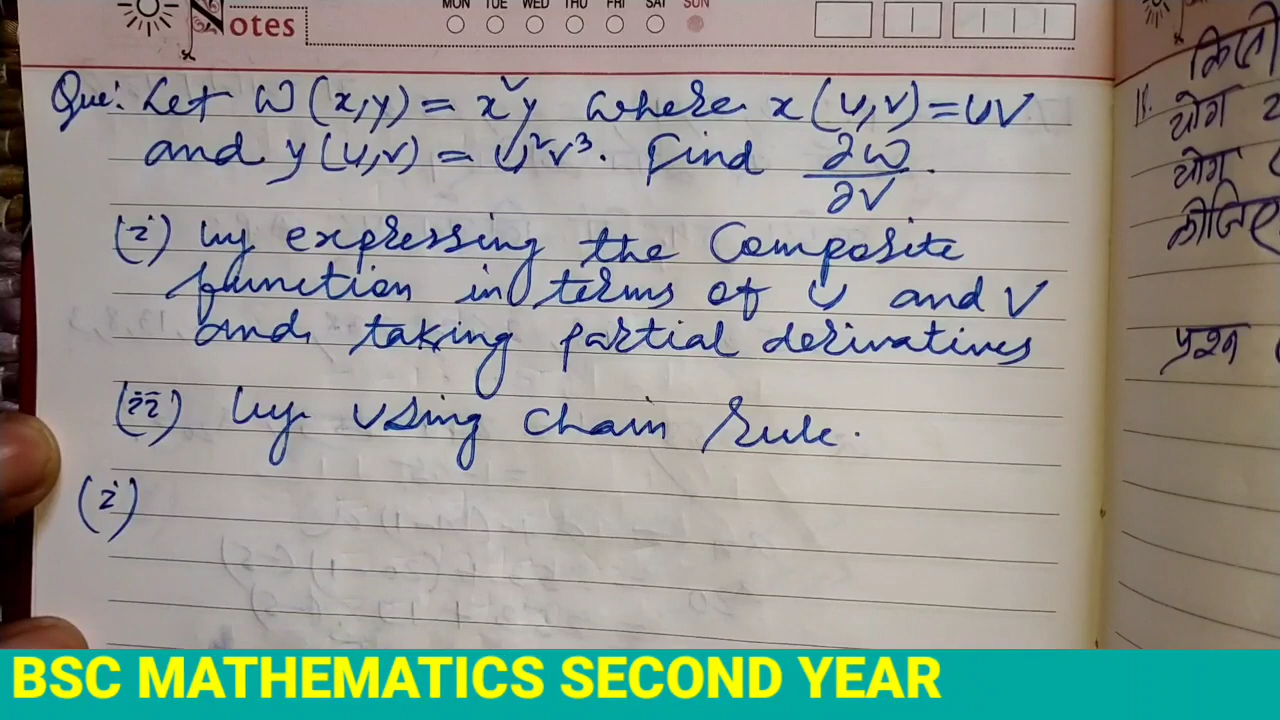 MON TUE WED THU FRI SAT SUN
Notes
Que: Let W(x,y) = x²y where x(u,v) = uv
and y(u,v) = u²v³. Find ∂w/∂v.
(i) by expressing the Composite
function in terms of u and v
and taking partial derivatives
(ii) by using chain rule.
(i)
किसी
11.
योग
योग
कीजिए
प्रश्न
BSC MATHEMATICS SECOND YEAR